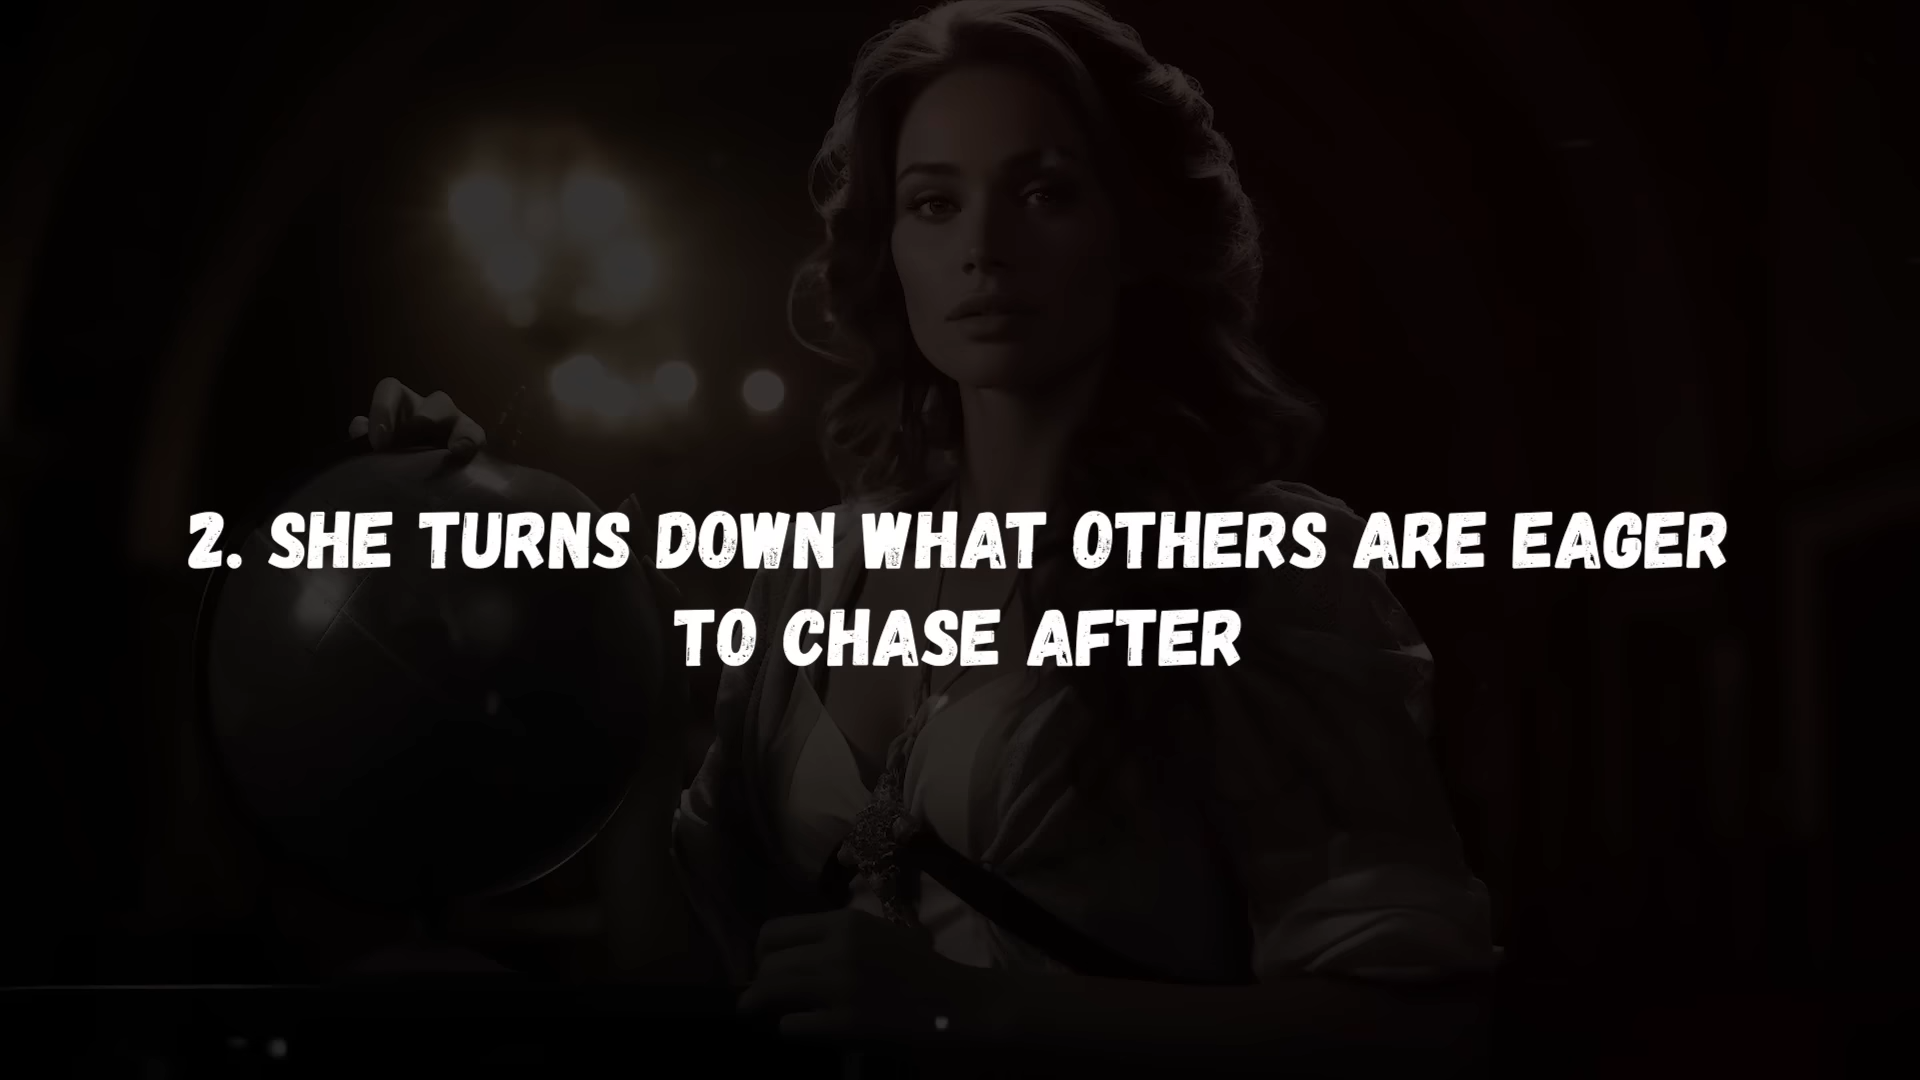 2. SHE TURNS DOWN WHAT OTHERS ARE EAGER
TO CHASE AFTER